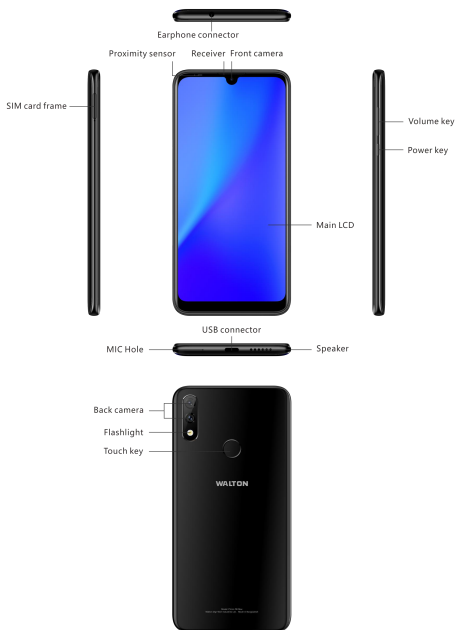 Earphone connector
Proximity sensor
Receiver
Front camera
SIM card frame
Volume key
Power key
Main LCD
USB connector
MIC Hole
Speaker
Back camera
Flashlight
Touch key
WALTON